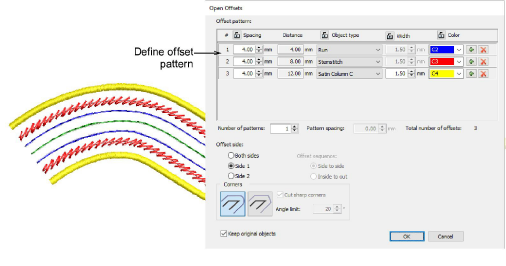 Open Offsets
Offset pattern:
# Spacing Distance Object type Width Color
Define offset pattern
1 4.00 mm 4.00 mm Run 1.50 mm C2
2 4.00 mm 8.00 mm Stemstitch 1.50 mm C3
3 4.00 mm 12.00 mm Satin Column C 1.50 mm C4
Number of patterns: 1 Pattern spacing: 0.00 mm Total number of offsets: 3
Offset side:
Both sides Offset sequence:
Side 1 Side to side
Side 2 Inside to out
Corners
Cut sharp corners
Angle limit: 20 °
Keep original objects
OK Cancel